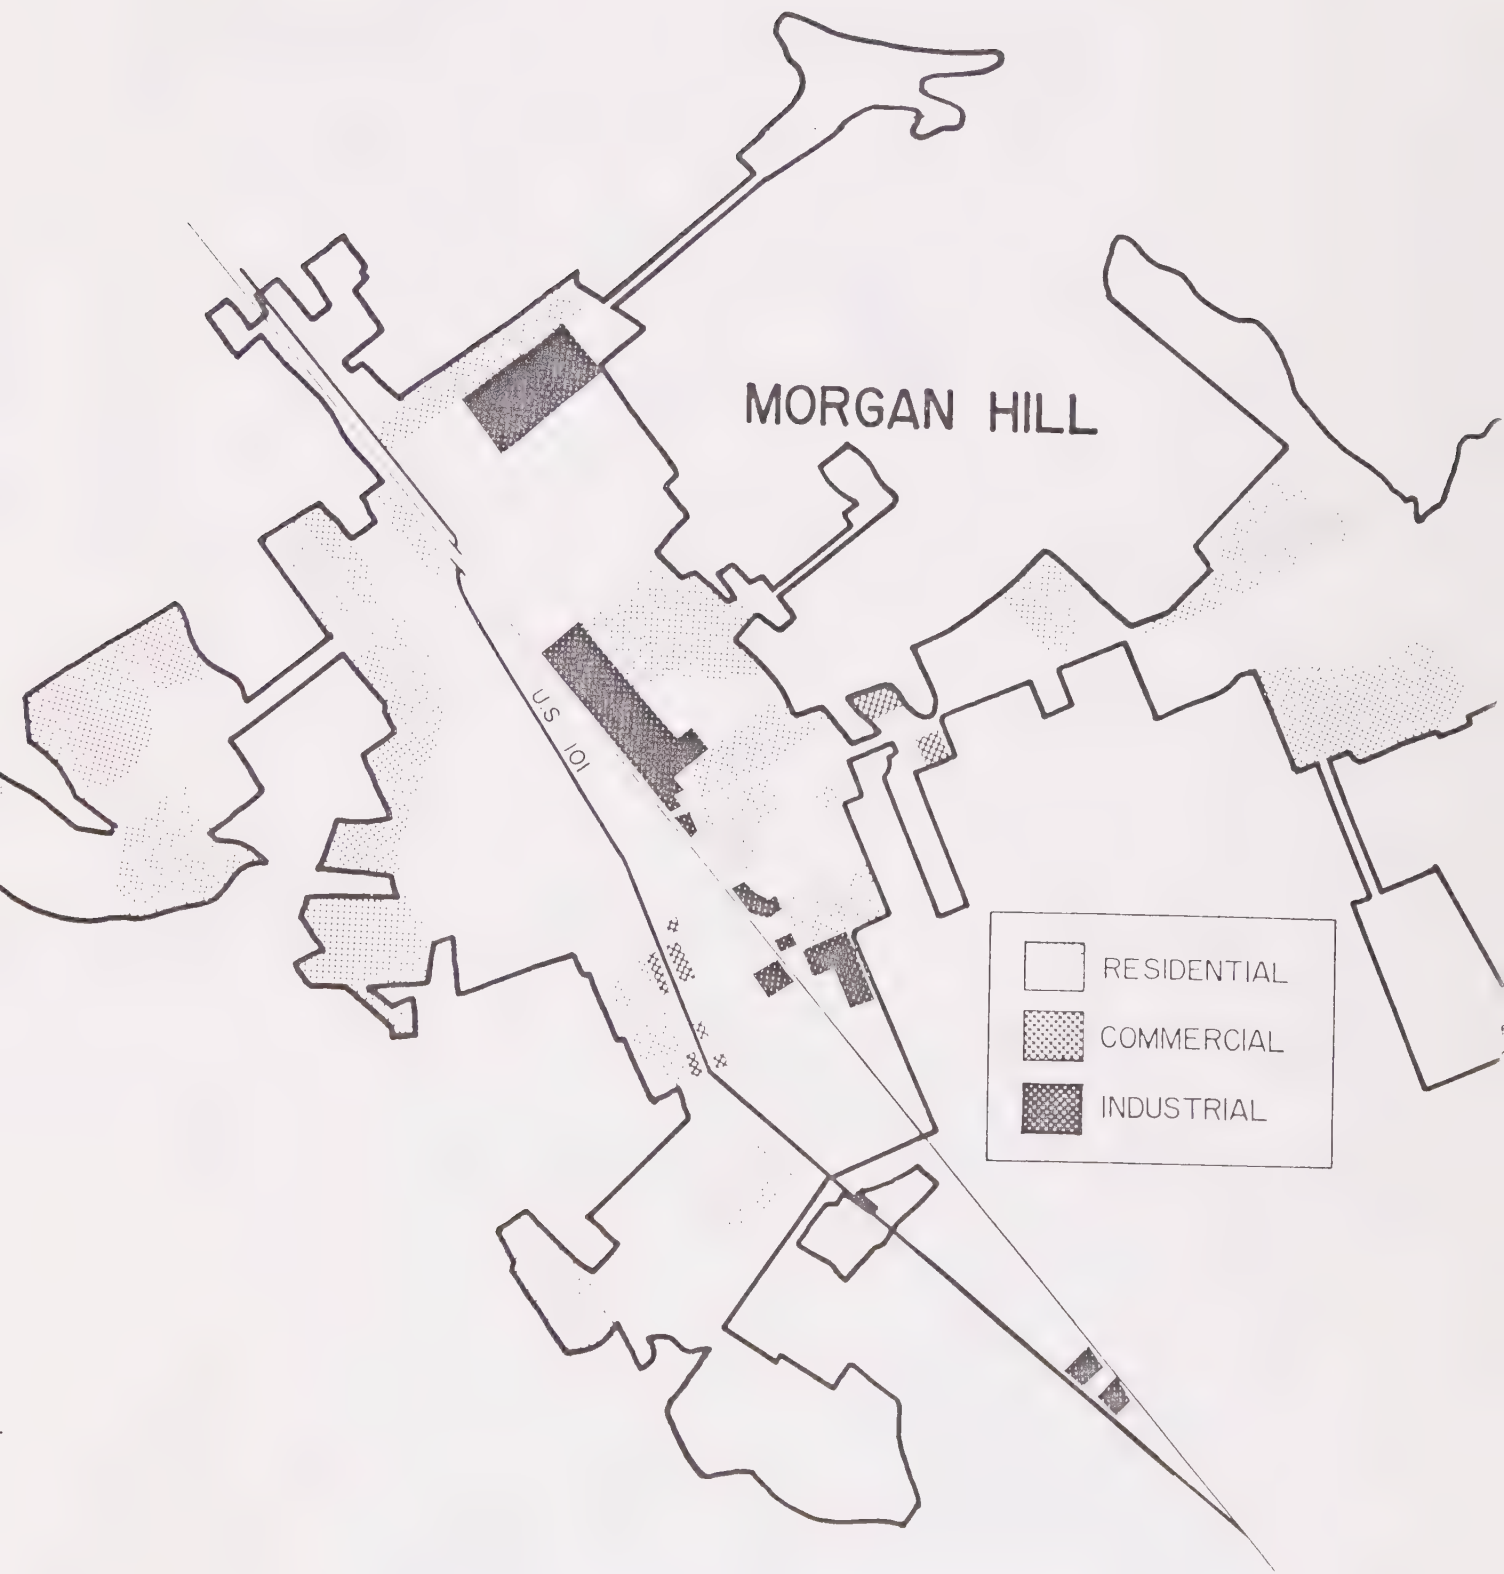 MORGAN HILL
U.S 101
RESIDENTIAL
COMMERCIAL
INDUSTRIAL